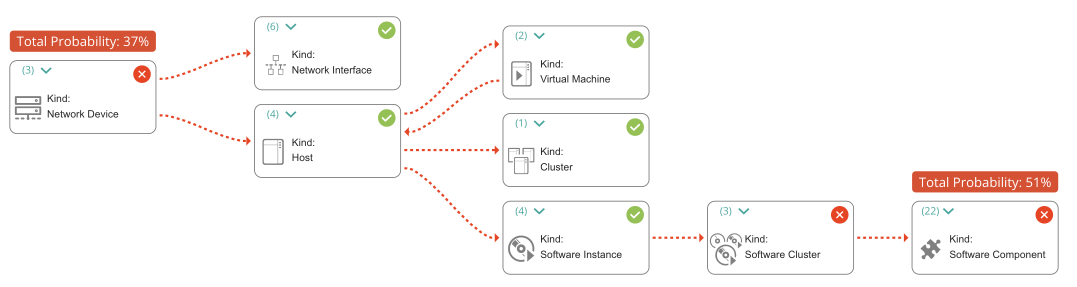 Total Probability: 37%
(3)
Kind:
Network Device
(6)
Kind:
Network Interface
(4)
Kind:
Host
(2)
Kind:
Virtual Machine
(1)
Kind:
Cluster
(4)
Kind:
Software Instance
(3)
Kind:
Software Cluster
Total Probability: 51%
(22)
Kind:
Software Component